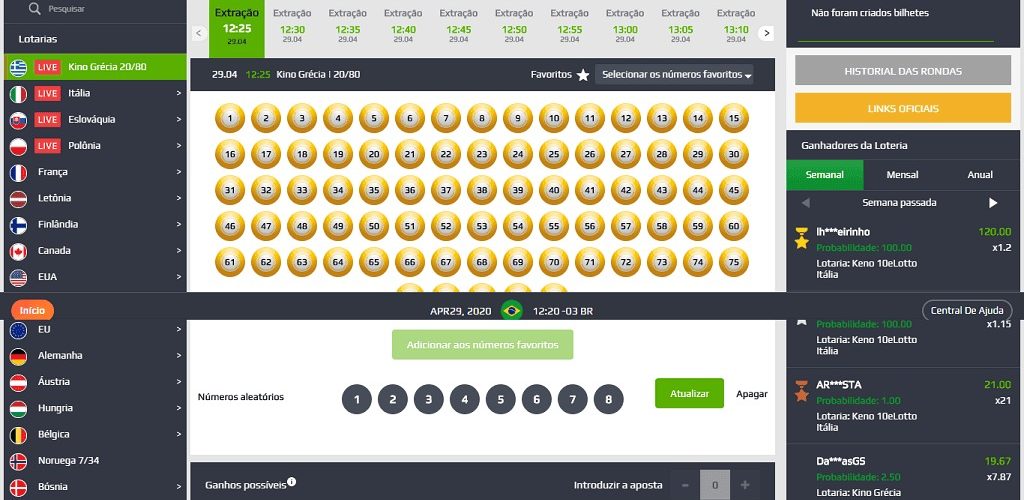 Pesquisar
Lotarias
LIVE Kino Grécia 20/80
LIVE Itália >
LIVE Eslováquia >
LIVE Polônia >
França >
Letônia >
Finlândia >
Canada >
EUA >
Extração Extração Extração Extração Extração Extração Extração Extração Extração Extração
12:25 12:30 12:35 12:40 12:45 12:50 12:55 13:00 13:05 13:10
29.04 29.04 29.04 29.04 29.04 29.04 29.04 29.04 29.04 29.04
< >
29.04 12:25 Kino Grécia | 20/80 Favoritos Selecionar os números favoritos
1 2 3 4 5 6 7 8 9 10 11 12 13 14 15
16 17 18 19 20 21 22 23 24 25 26 27 28 29 30
31 32 33 34 35 36 37 38 39 40 41 42 43 44 45
46 47 48 49 50 51 52 53 54 55 56 57 58 59 60
61 62 63 64 65 66 67 68 69 70 71 72 73 74 75
Não foram criados bilhetes
HISTORIAL DAS RONDAS
LINKS OFICIAIS
Ganhadores da Loteria
Semanal Mensal Anual
Semana passada
lh***eirinho 120.00
Probabilidade: 100.00 x1.2
Lotaria: Keno 10eLotto
Itália
Início APR29, 2020 12:20 -03 BR Central De Ajuda
EU >
Alemanha >
Áustria >
Hungria >
Bélgica >
Noruega 7/34
Bósnia >
Adicionar aos números favoritos
Números aleatórios 1 2 3 4 5 6 7 8 Atualizar Apagar
Ganhos possíveis i Introduzir a aposta - 0 +
Probabilidade: 100.00 x1.15
Lotaria: Keno 10eLotto
Itália
AR***STA 21.00
Probabilidade: 1.00 x21
Lotaria: Keno 10eLotto
Itália
Da***asGS 19.67
Probabilidade: 2.50 x7.87
Lotaria: Kino Grécia